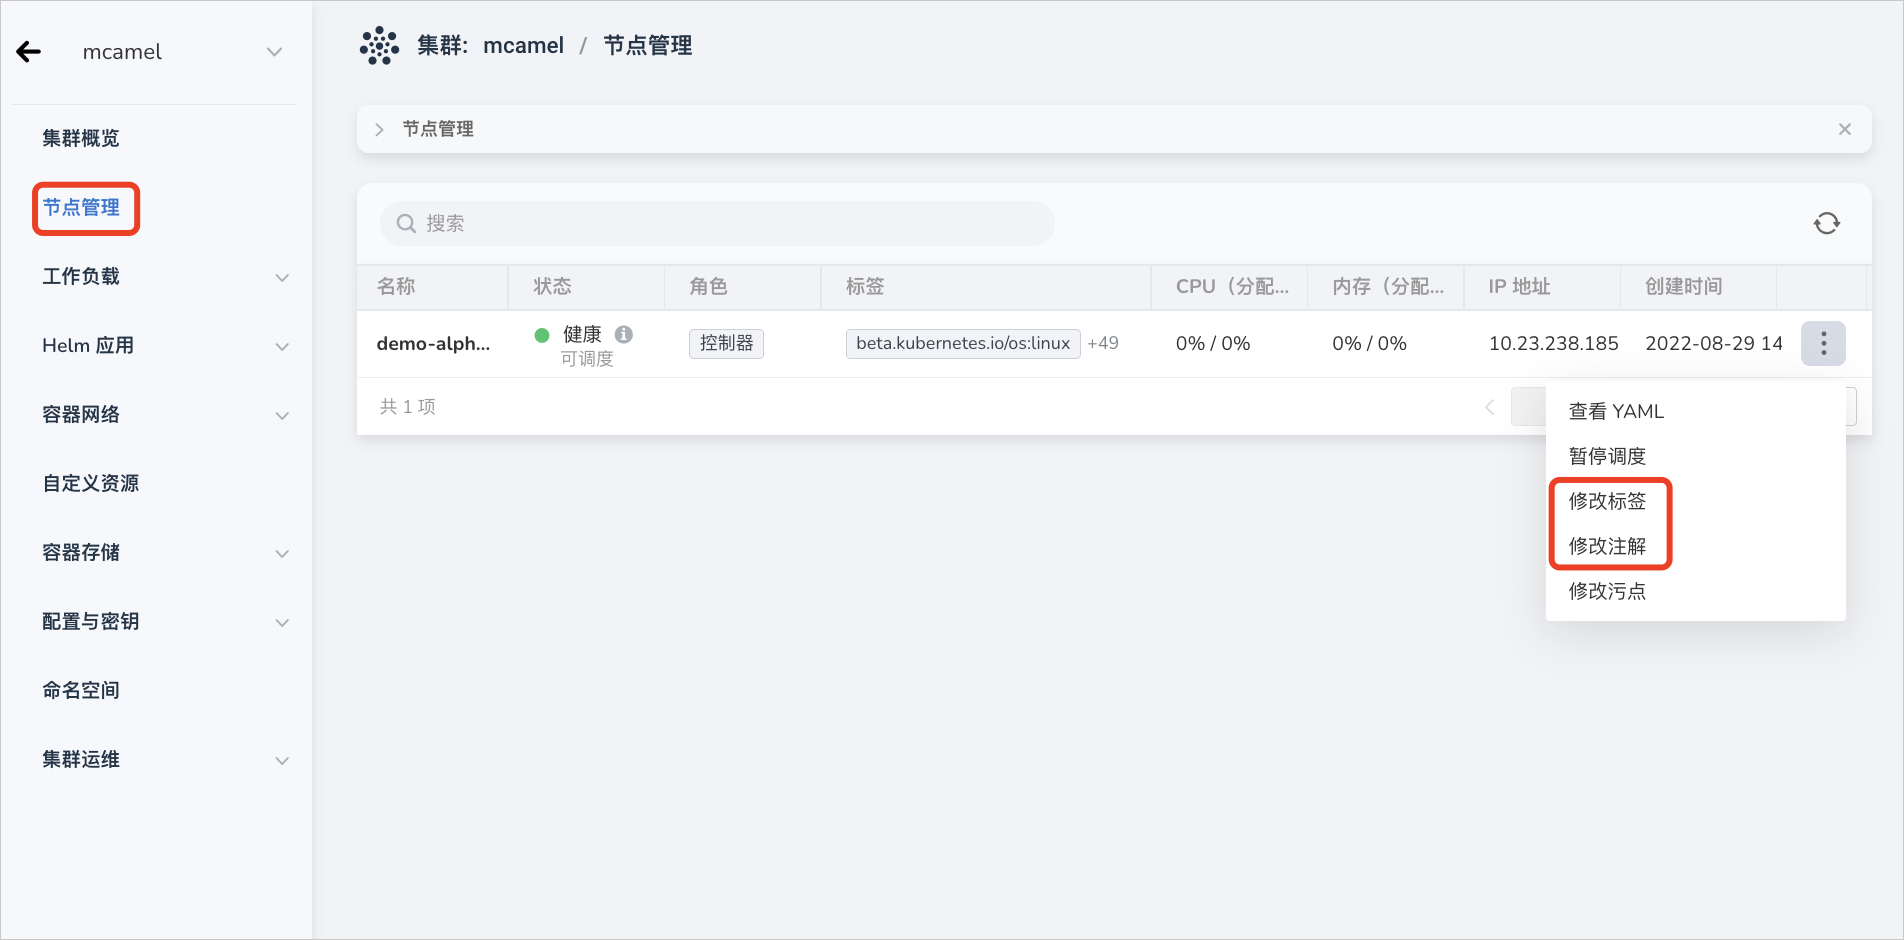 mcamel
集群概览
节点管理
工作负载
Helm 应用
容器网络
自定义资源
容器存储
配置与密钥
命名空间
集群运维
集群: mcamel / 节点管理
节点管理
搜索
名称 状态 角色 标签 CPU（分配... 内存（分配... IP 地址 创建时间
demo-alph... 健康 控制器 beta.kubernetes.io/os:linux +49 0% / 0% 0% / 0% 10.23.238.185 2022-08-29 14
可调度
共 1 项
查看 YAML
暂停调度
修改标签
修改注解
修改污点